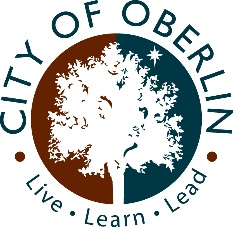 CITY OF OBERLIN
• Live • Learn • Lead •